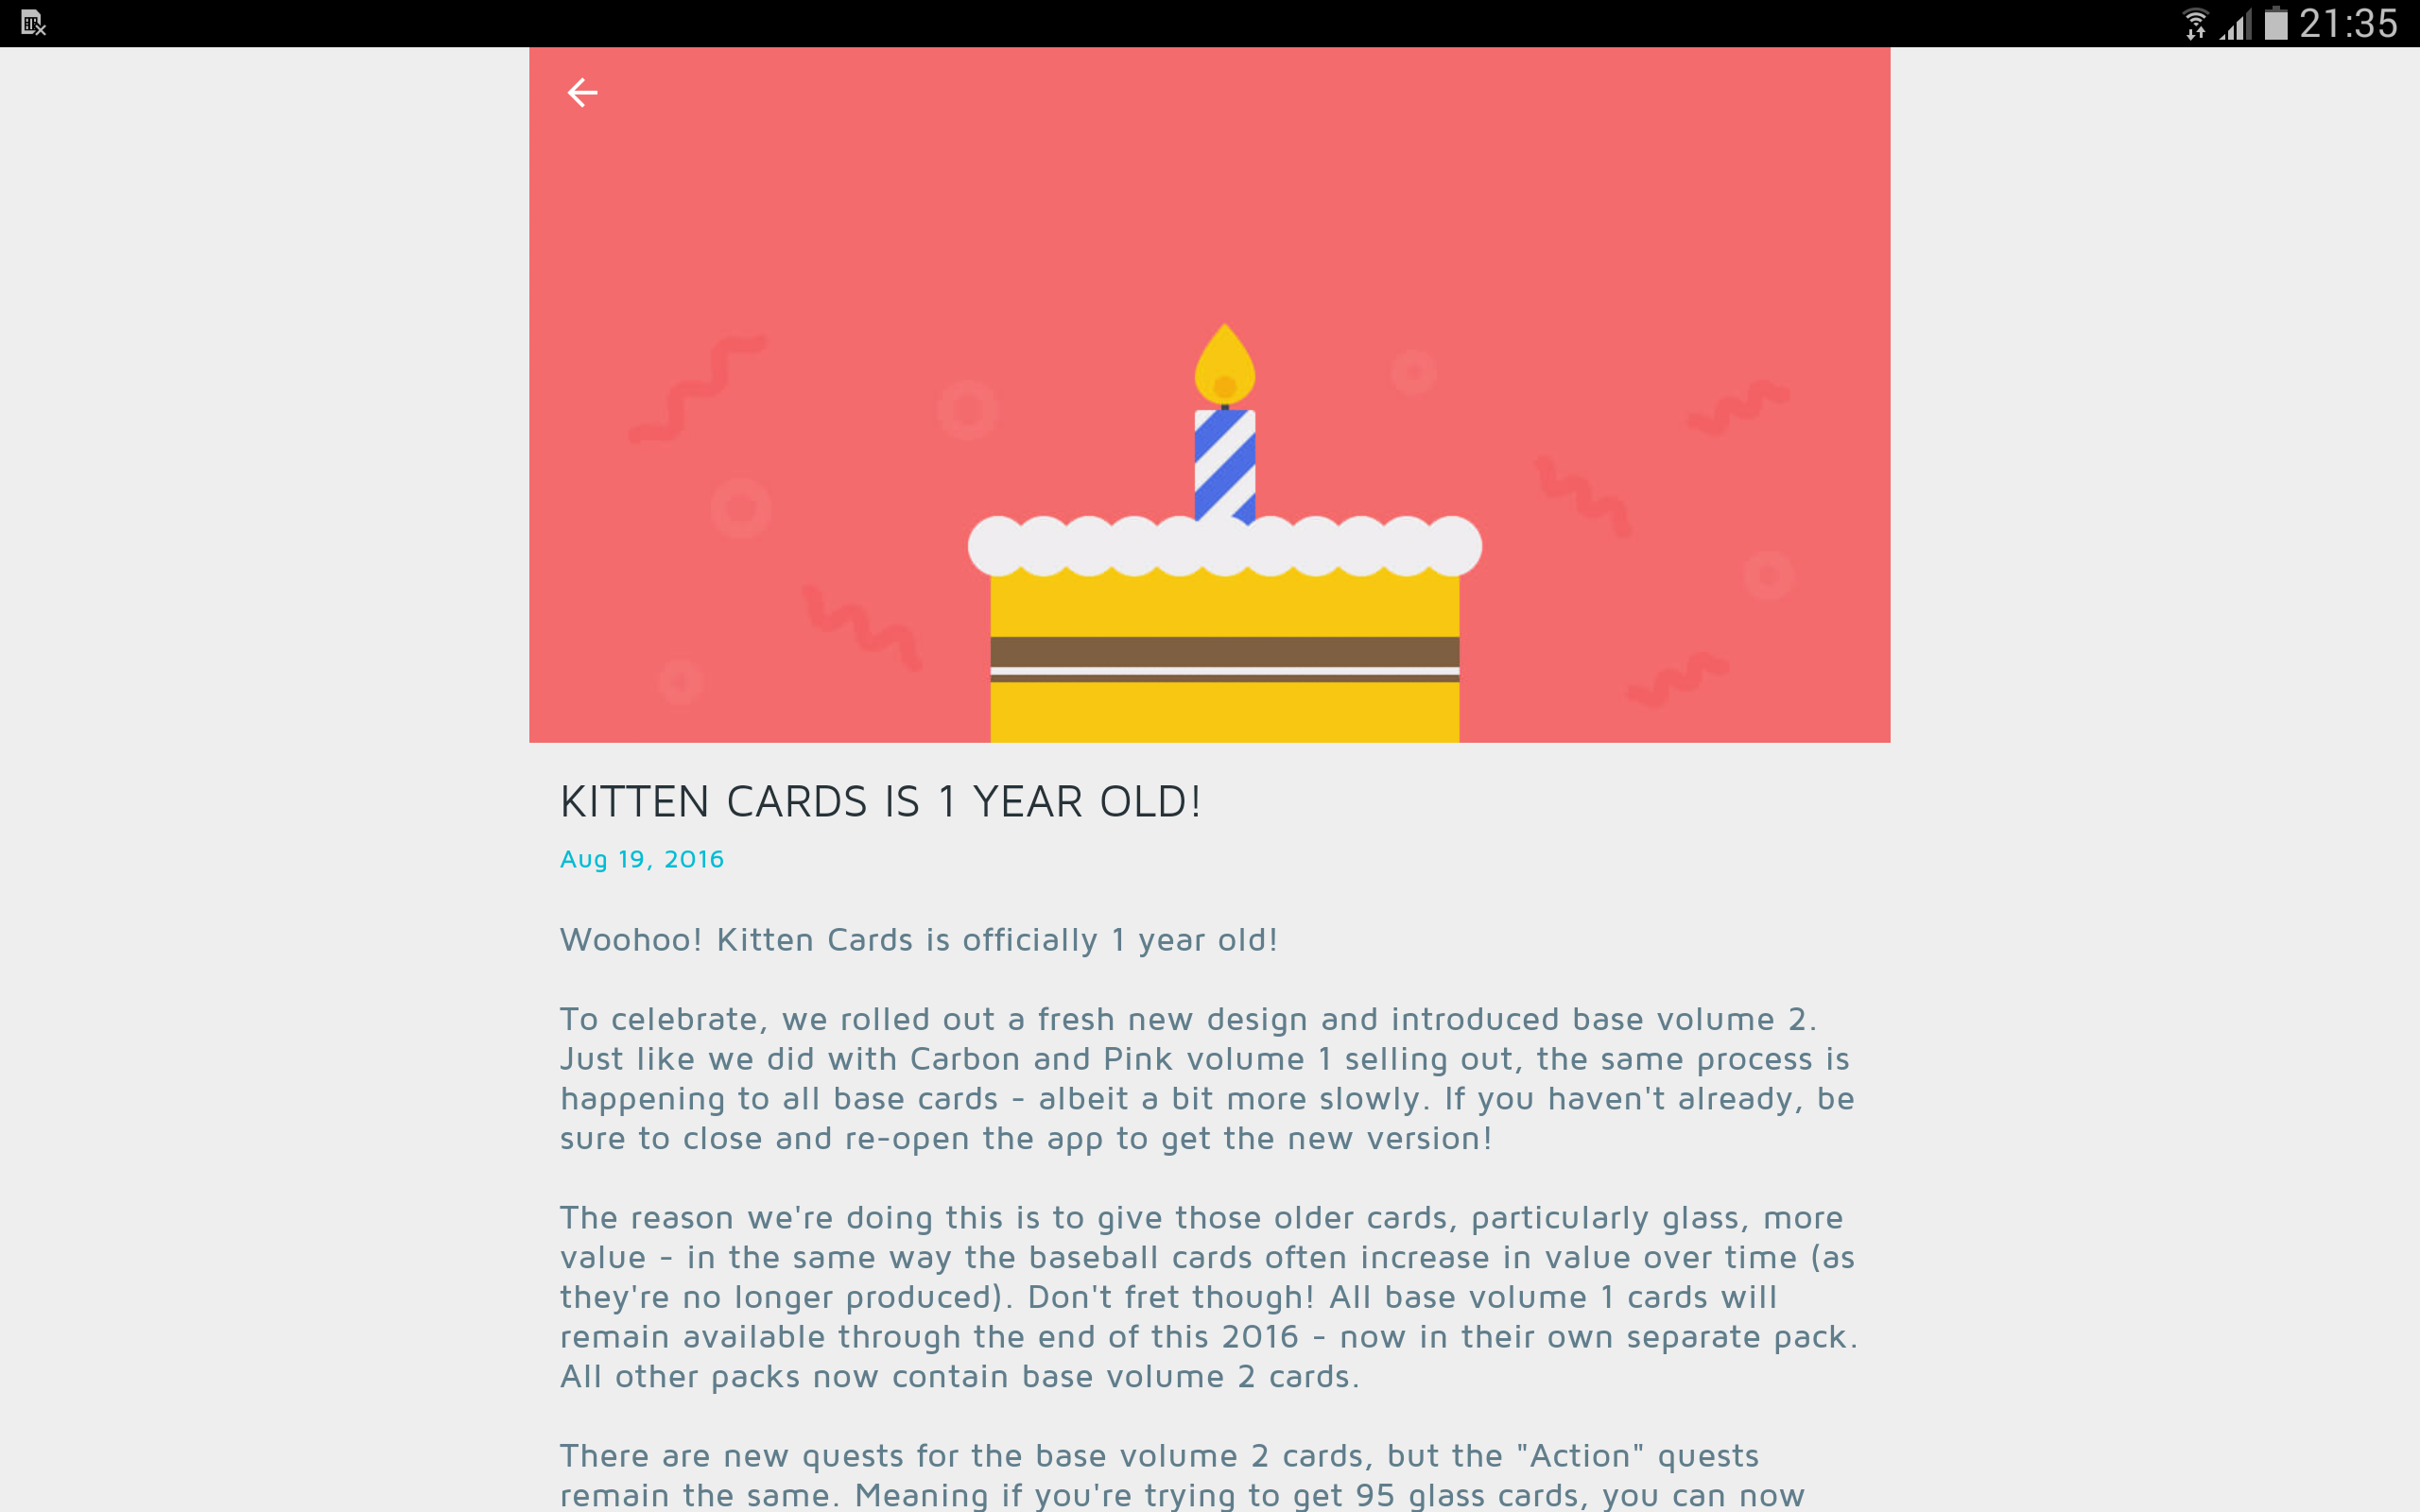 21:35
KITTEN CARDS IS 1 YEAR OLD!
Aug 19, 2016
Woohoo! Kitten Cards is officially 1 year old!
To celebrate, we rolled out a fresh new design and introduced base volume 2.
Just like we did with Carbon and Pink volume 1 selling out, the same process is
happening to all base cards - albeit a bit more slowly. If you haven't already, be
sure to close and re-open the app to get the new version!
The reason we're doing this is to give those older cards, particularly glass, more
value - in the same way the baseball cards often increase in value over time (as
they're no longer produced). Don't fret though! All base volume 1 cards will
remain available through the end of this 2016 - now in their own separate pack.
All other packs now contain base volume 2 cards.
There are new quests for the base volume 2 cards, but the "Action" quests
remain the same. Meaning if you're trying to get 95 glass cards, you can now